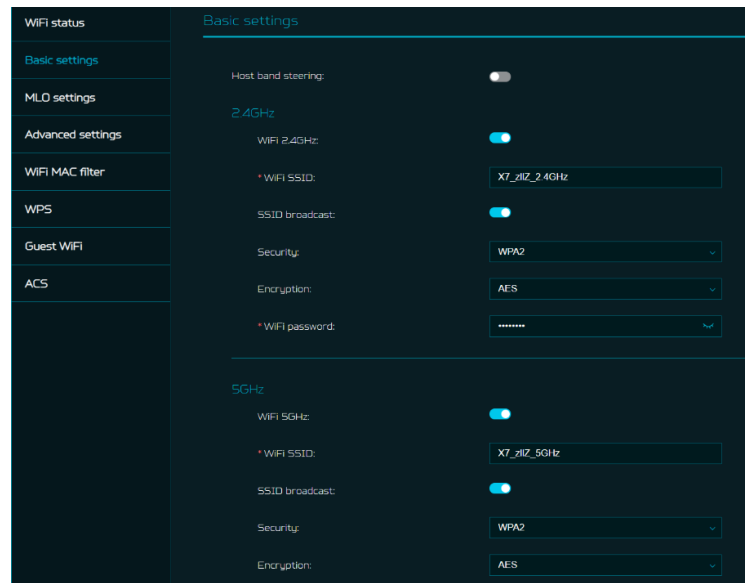 WiFi status
Basic settings
MLO settings
Advanced settings
WiFi MAC filter
WPS
Guest WiFi
ACS
Basic settings
Host band steering:
2.4GHz
WiFi 2.4GHz:
* WiFi SSID: X7_zIlZ_2.4GHz
SSID broadcast:
Security: WPA2
Encryption: AES
* WiFi password: ••••••••
5GHz
WiFi 5GHz:
* WiFi SSID: X7_zIlZ_5GHz
SSID broadcast:
Security: WPA2
Encryption: AES